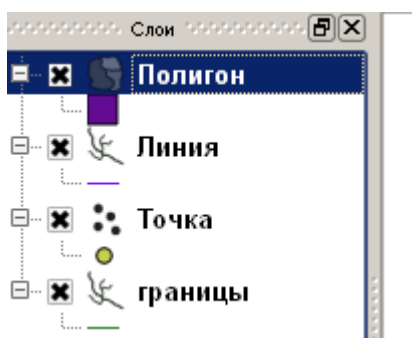 Слои
Полигон
Линия
Точка
границы